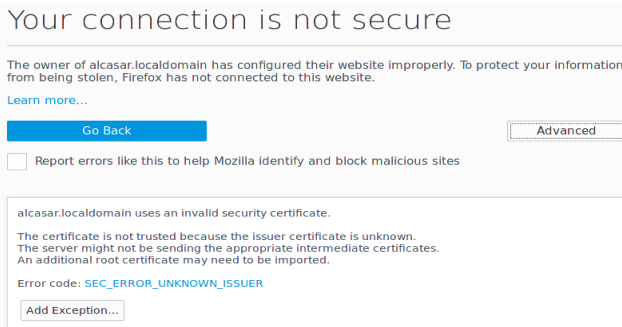 Your connection is not secure
The owner of alcasar.localdomain has configured their website improperly. To protect your information
from being stolen, Firefox has not connected to this website.
Learn more...
Go Back
Advanced
Report errors like this to help Mozilla identify and block malicious sites
alcasar.localdomain uses an invalid security certificate.
The certificate is not trusted because the issuer certificate is unknown.
The server might not be sending the appropriate intermediate certificates.
An additional root certificate may need to be imported.
Error code: SEC_ERROR_UNKNOWN_ISSUER
Add Exception...